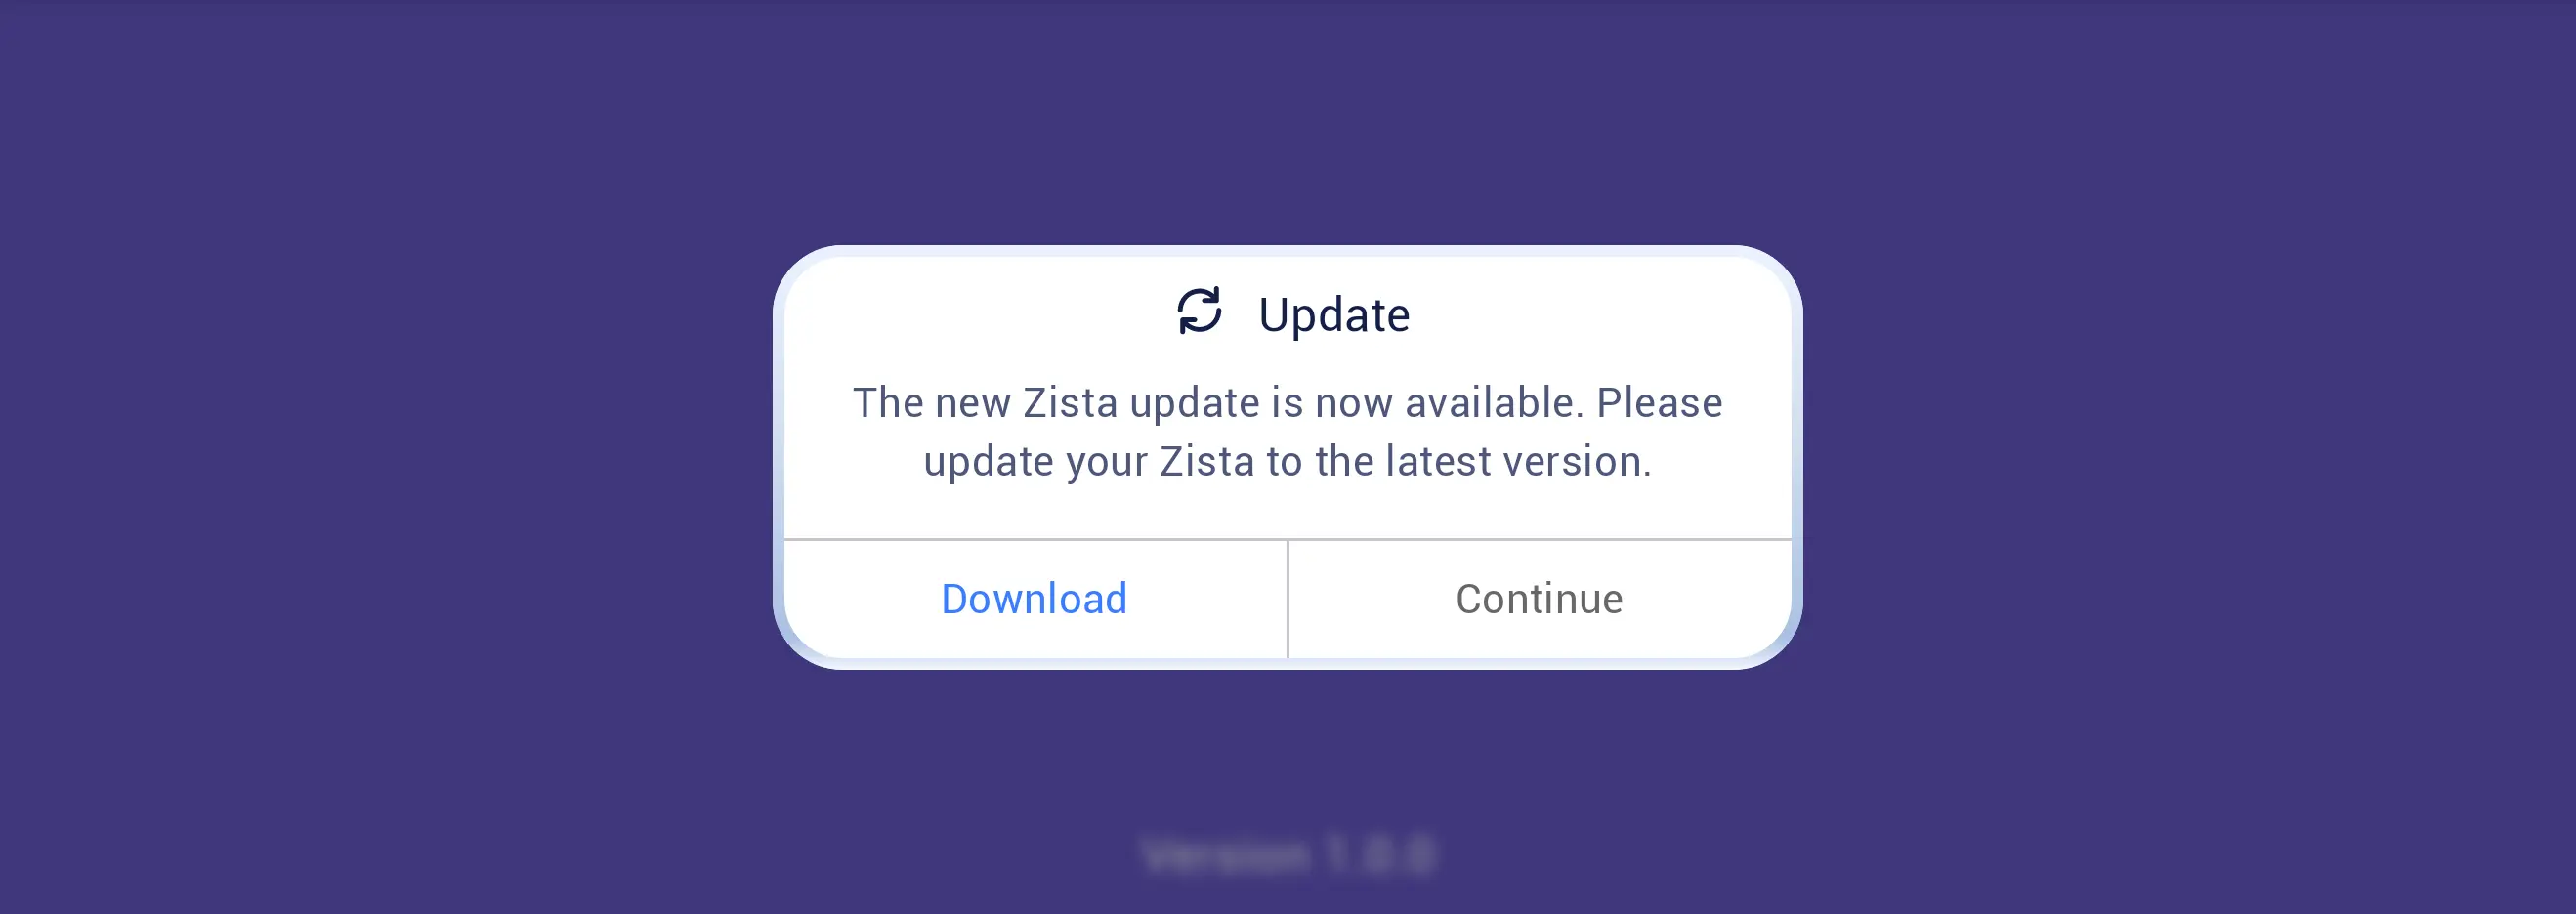 Update
The new Zista update is now available. Please
update your Zista to the latest version.
Download
Continue
Version 1.0.0